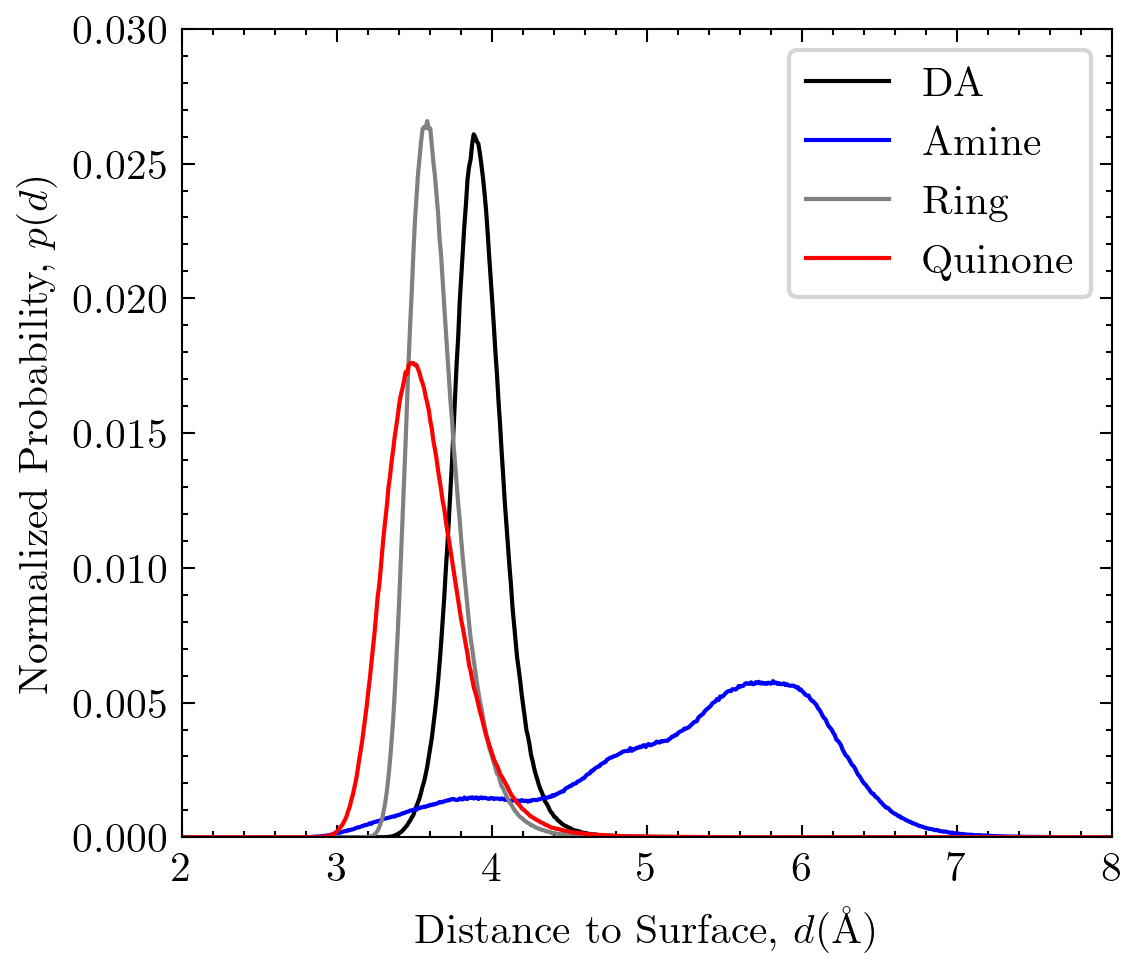 0.030
0.025
0.020
0.015
0.010
0.005
0.000
Normalized Probability, p(d)
DA
Amine
Ring
Quinone
2 3 4 5 6 7 8
Distance to Surface, d(Å)